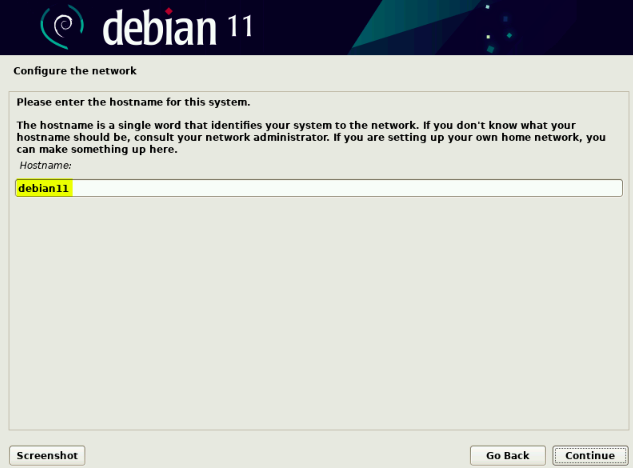 debian 11
Configure the network
Please enter the hostname for this system.
The hostname is a single word that identifies your system to the network. If you don't know what your
hostname should be, consult your network administrator. If you are setting up your own home network, you
can make something up here.
Hostname:
debian11
Screenshot
Go Back
Continue